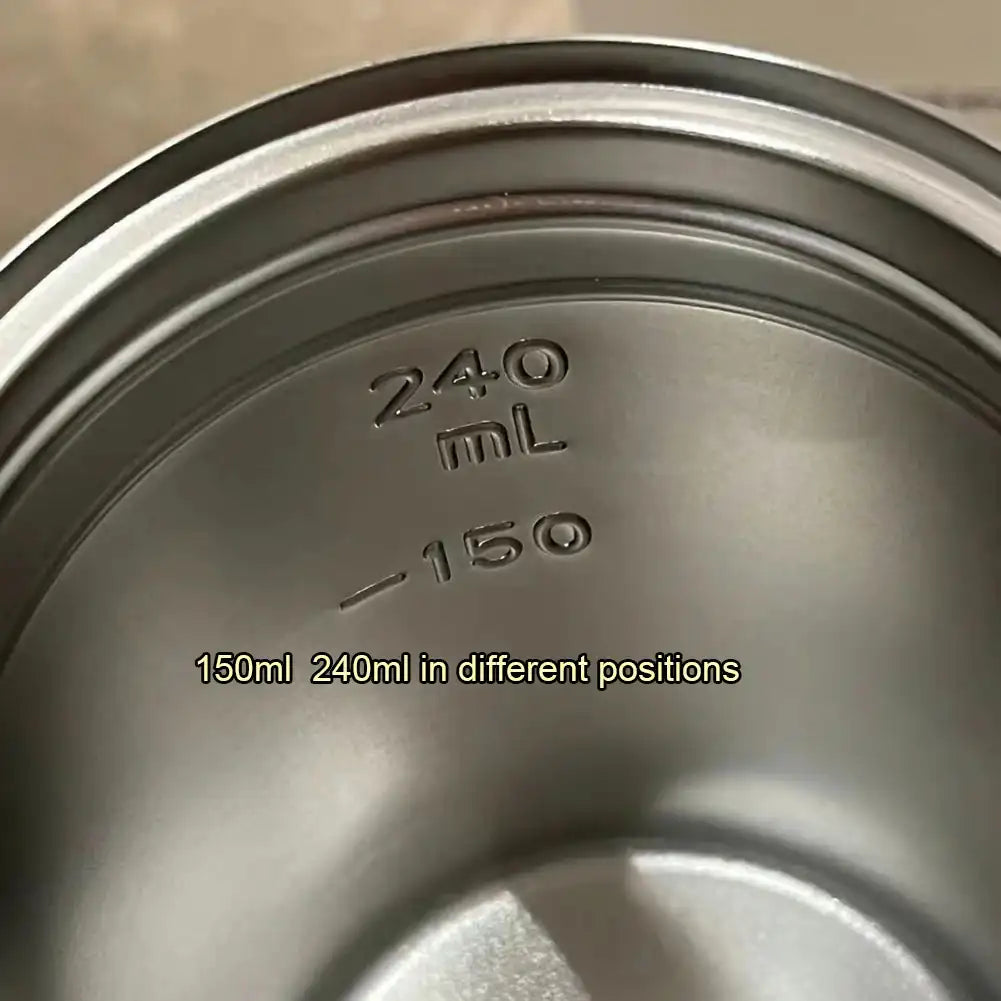 240
mL
150
150ml  240ml in different positions